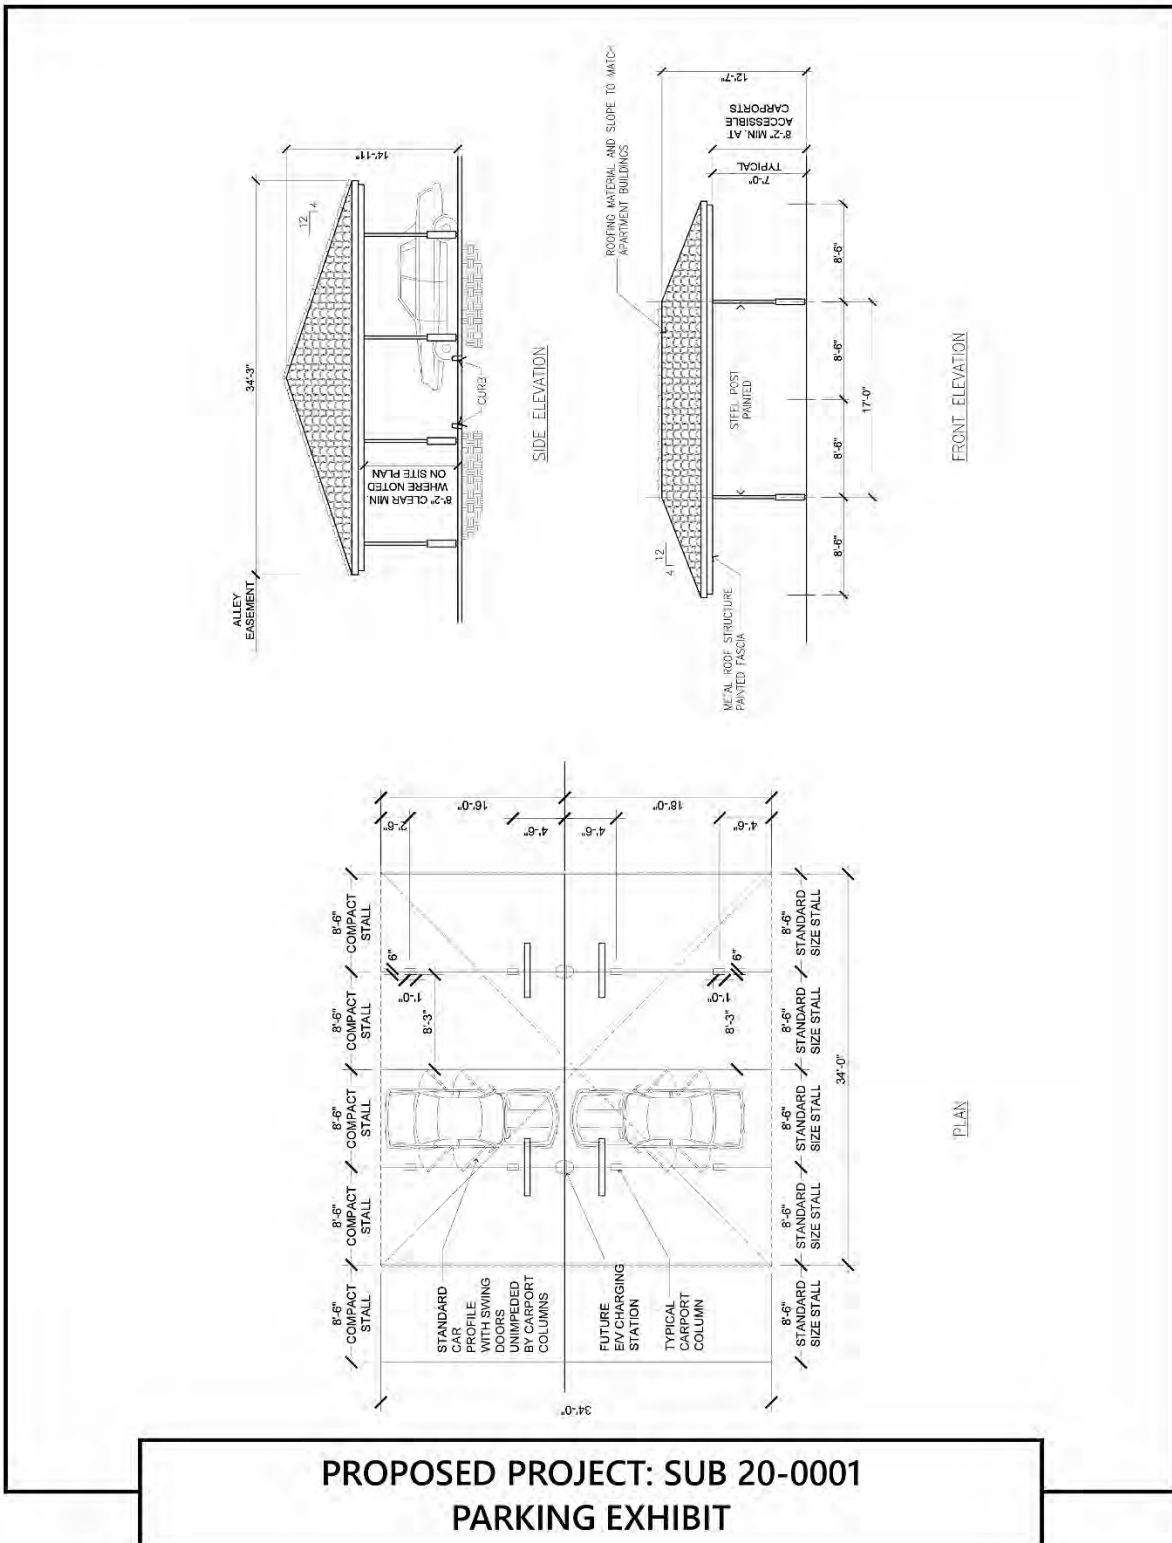 14'-11"
34'-3"
12
4
ALLEY
EASEMENT
8'-2" CLEAR MIN.
WHERE NOTED
ON SITE PLAN
CURB
SIDE ELEVATION
ROOFING MATERIAL AND SLOPE TO MATCH
APARTMENT BUILDINGS
12'-7"
8'-2" MIN. AT
ACCESSIBLE
CARPORTS
7'-0"
TYPICAL
8'-6"
8'-6"
8'-6"
8'-6"
17'-0"
STEEL POST
PAINTED
12
4
METAL ROOF STRUCTURE
PAINTED FASCIA
FRONT ELEVATION
16'-0"
18'-0"
2'-6"
4'-6"
4'-6"
4'-6"
8'-6"
COMPACT
STALL
8'-6"
COMPACT
STALL
8'-6"
COMPACT
STALL
8'-6"
COMPACT
STALL
8'-6"
COMPACT
STALL
6"
1'-0"
8'-3"
6"
1'-0"
8'-3"
8'-6"
STANDARD
SIZE STALL
8'-6"
STANDARD
SIZE STALL
8'-6"
STANDARD
SIZE STALL
8'-6"
STANDARD
SIZE STALL
8'-6"
STANDARD
SIZE STALL
34'-0"
STANDARD
CAR
PROFILE
WITH SWING
DOORS
UNIMPEDED
BY CARPORT
COLUMNS
FUTURE
E/V CHARGING
STATION
TYPICAL
CARPORT
COLUMN
34'-0"
PLAN
PROPOSED PROJECT: SUB 20-0001
PARKING EXHIBIT